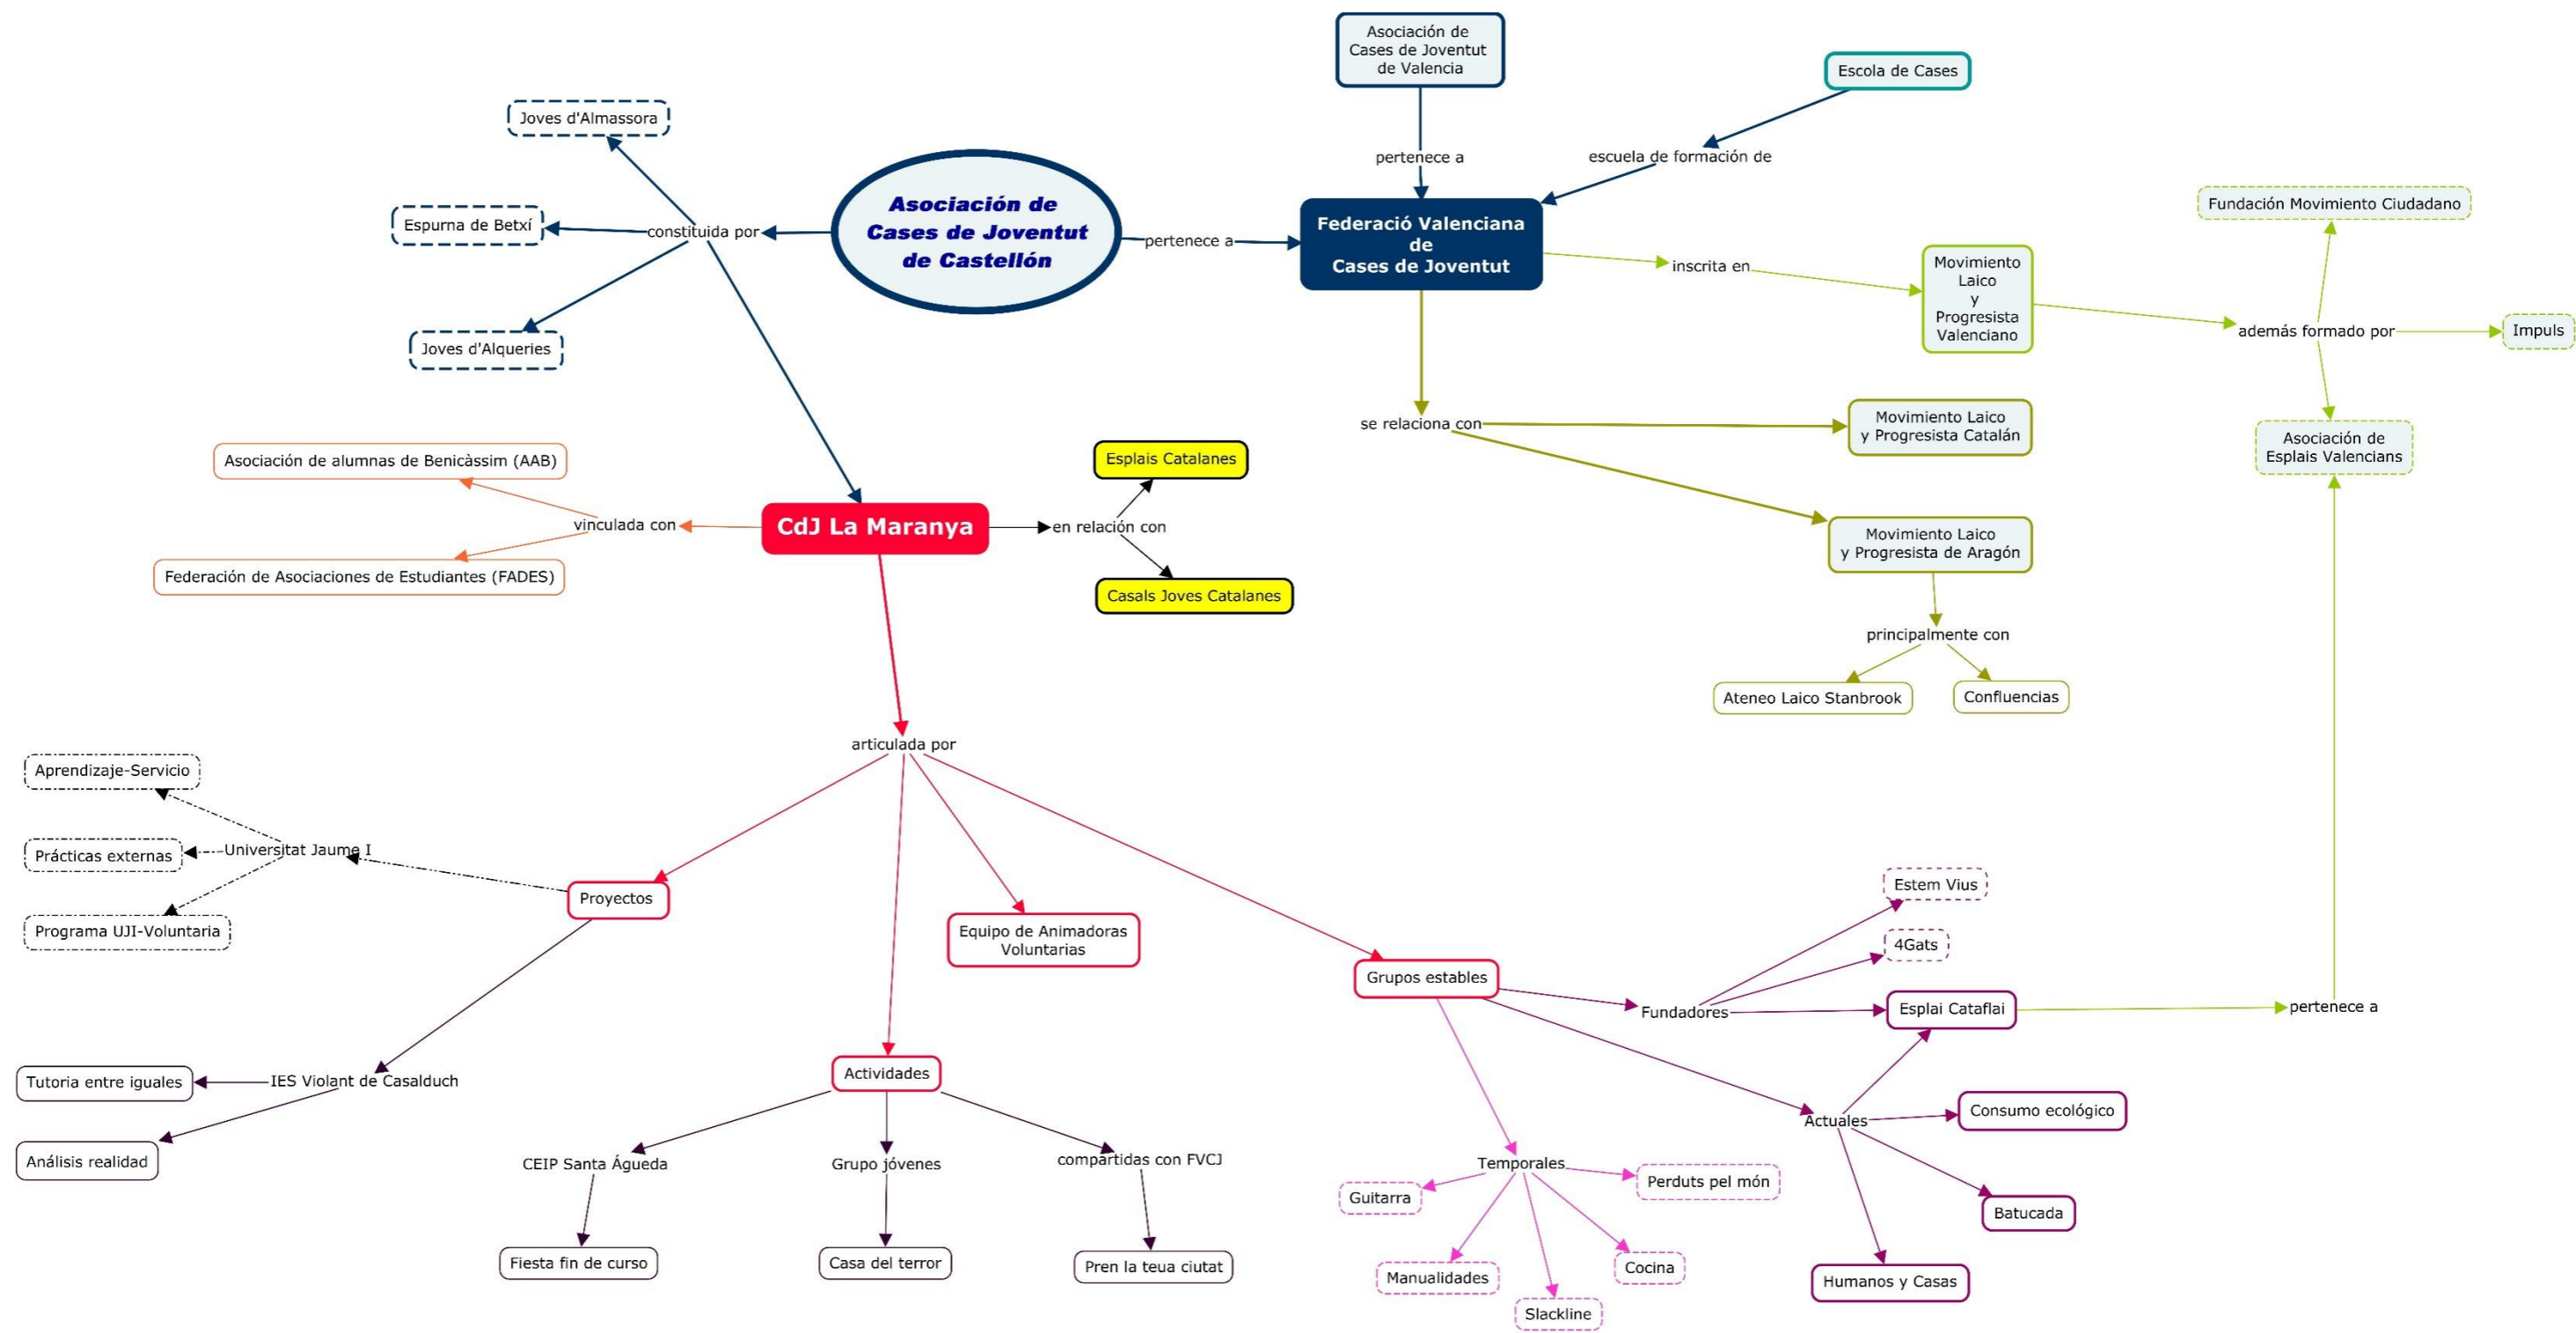 Asociación de
Cases de Joventut
de Valencia
Escola de Cases
Joves d'Almassora
pertenece a
escuela de formación de
Fundación Movimiento Ciudadano
Asociación de
Cases de Joventut
de Castellón
Espurna de Betxí
constituida por
pertenece a
Federació Valenciana
de
Cases de Joventut
inscrita en
Movimiento
Laico
y
Progresista
Valenciano
además formado por
Impuls
Joves d'Alqueries
se relaciona con
Movimiento Laico
y Progresista Catalán
Asociación de
Esplais Valencians
Asociación de alumnas de Benicàssim (AAB)
Esplais Catalanes
vinculada con
CdJ La Maranya
en relación con
Movimiento Laico
y Progresista de Aragón
Federación de Asociaciones de Estudiantes (FADES)
Casals Joves Catalanes
principalmente con
Ateneo Laico Stanbrook
Confluencias
articulada por
Aprendizaje-Servicio
Universitat Jaume I
Prácticas externas
Programa UJI-Voluntaria
Proyectos
Equipo de Animadoras
Voluntarias
Estem Vius
4Gats
Grupos estables
Fundadores
Esplai Cataflai
pertenece a
Tutoria entre iguales
IES Violant de Casalduch
Actividades
Actuales
Consumo ecológico
Análisis realidad
CEIP Santa Águeda
Grupo jóvenes
compartidas con FVCJ
Temporales
Guitarra
Perduts pel món
Batucada
Fiesta fin de curso
Casa del terror
Pren la teua ciutat
Manualidades
Cocina
Humanos y Casas
Slackline